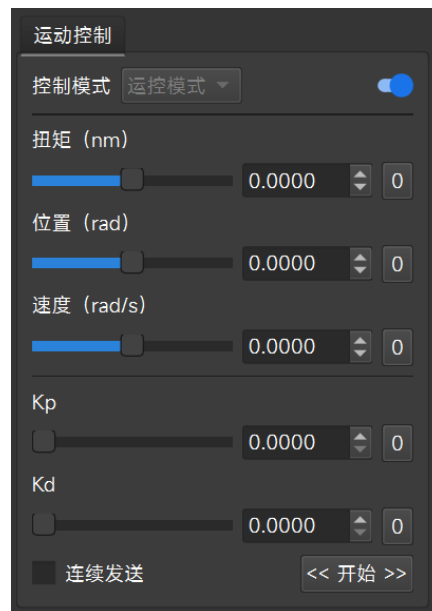 运动控制
控制模式 运控模式
扭矩（nm）
0.0000 0
位置（rad）
0.0000 0
速度（rad/s）
0.0000 0
Kp
0.0000 0
Kd
0.0000 0
连续发送 << 开始 >>